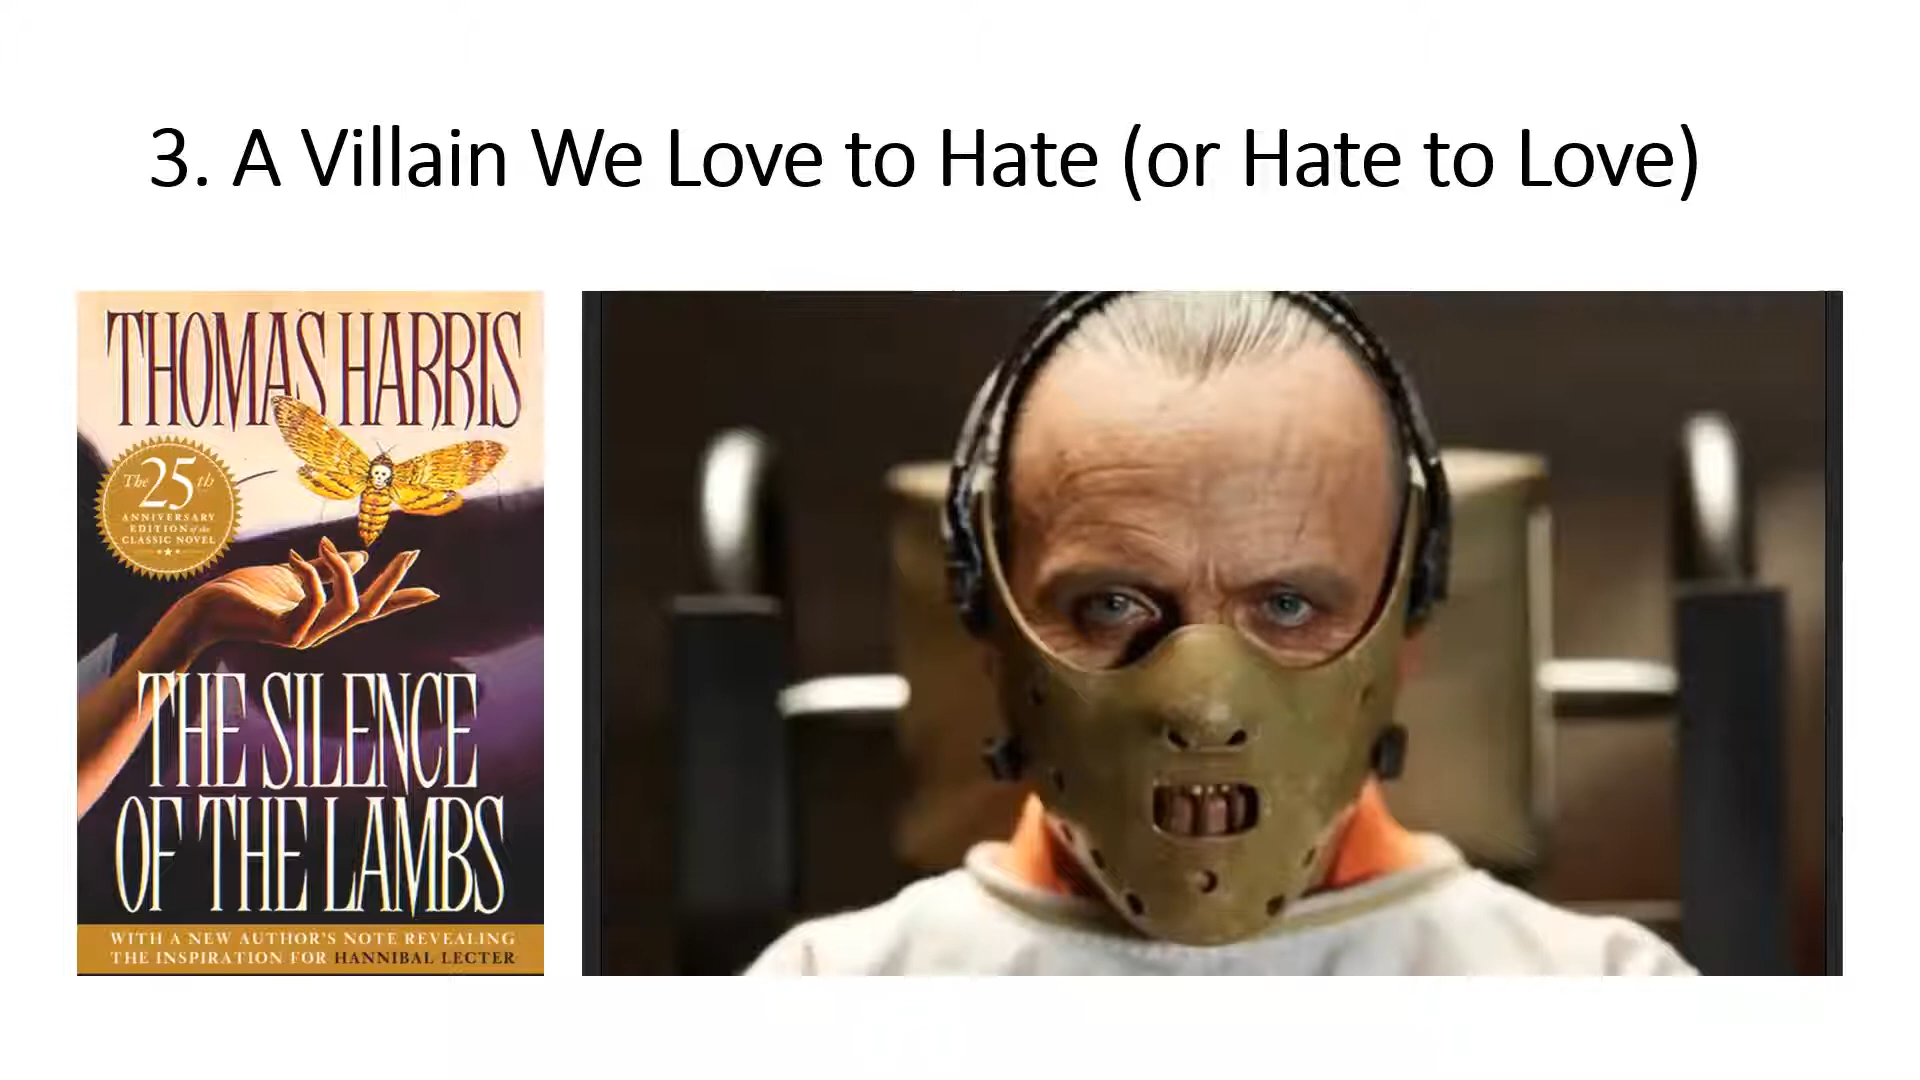 3. A Villain We Love to Hate (or Hate to Love)
THOMAS HARRIS
The 25th
ANNIVERSARY
EDITION of the
CLASSIC NOVEL
THE SILENCE
OF THE LAMBS
WITH A NEW AUTHOR'S NOTE REVEALING
THE INSPIRATION FOR HANNIBAL LECTER